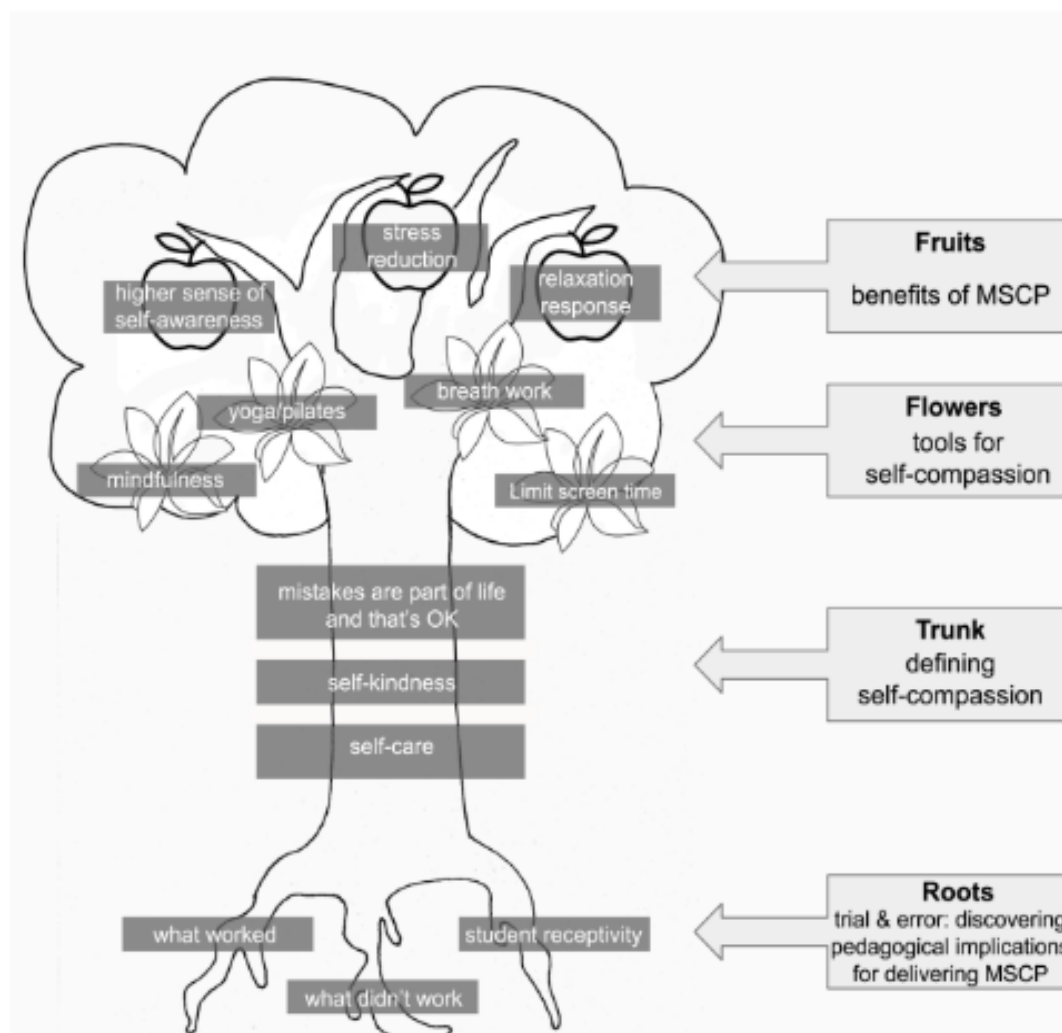 stress
reduction
higher sense of
self-awareness
relaxation
response
Fruits
benefits of MSCP
yoga/pilates
breath work
mindfulness
Limit screen time
Flowers
tools for
self-compassion
mistakes are part of life
and that's OK
self-kindness
self-care
Trunk
defining
self-compassion
what worked
student receptivity
what didn't work
Roots
trial & error: discovering
pedagogical implications
for delivering MSCP